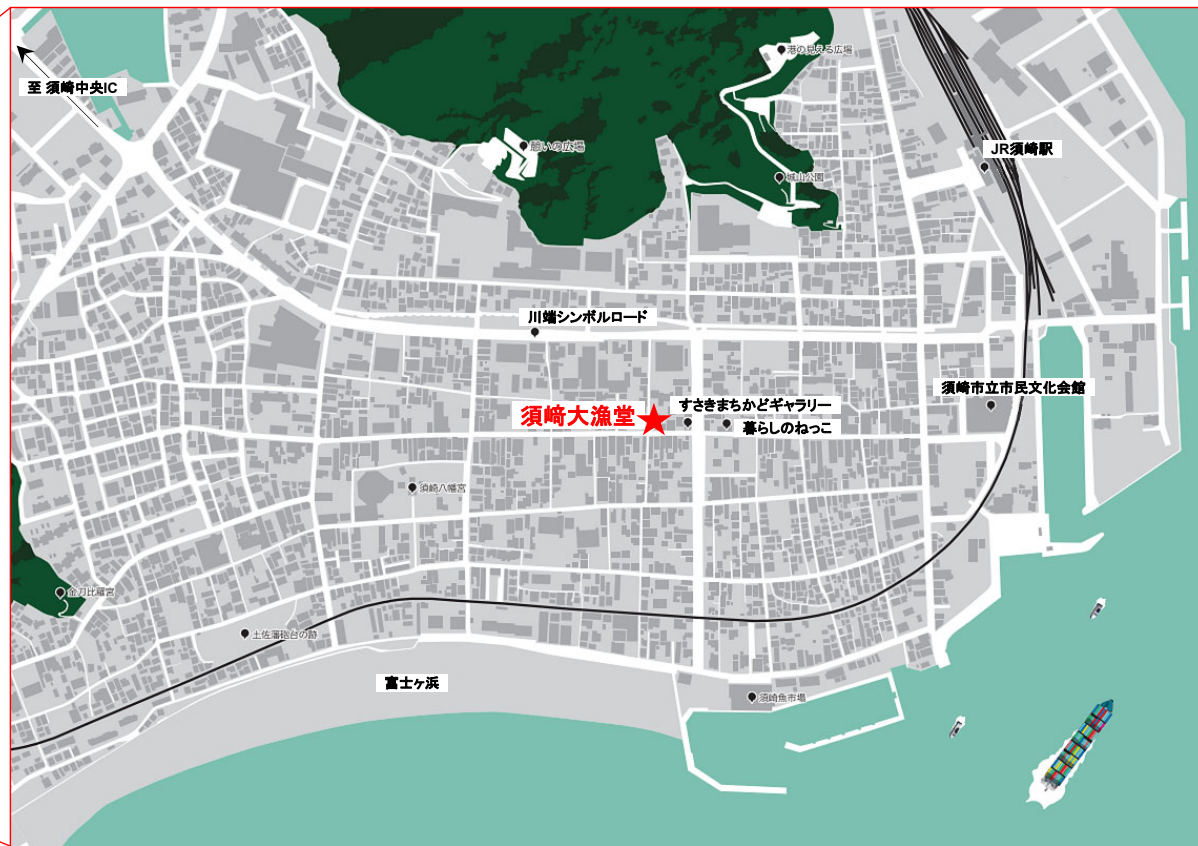 港の見える広場
至 須崎中央IC
憩いの広場
JR須崎駅
城山公園
川端シンボルロード
須崎市立市民文化会館
すさきまちかどギャラリー
須崎大漁堂
暮らしのねっこ
須崎八幡宮
金刀比羅宮
土佐藩砲台の跡
富士ヶ浜
須崎魚市場